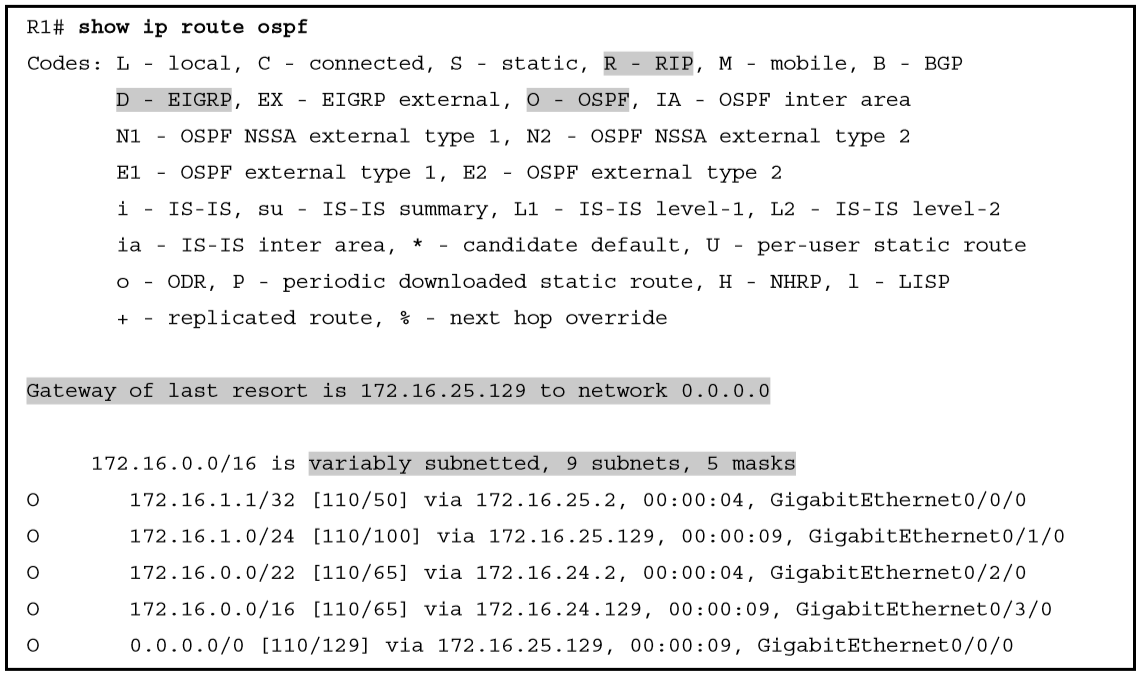 R1# show ip route ospf
Codes: L - local, C - connected, S - static, R - RIP, M - mobile, B - BGP
D - EIGRP, EX - EIGRP external, O - OSPF, IA - OSPF inter area
N1 - OSPF NSSA external type 1, N2 - OSPF NSSA external type 2
E1 - OSPF external type 1, E2 - OSPF external type 2
i - IS-IS, su - IS-IS summary, L1 - IS-IS level-1, L2 - IS-IS level-2
ia - IS-IS inter area, * - candidate default, U - per-user static route
o - ODR, P - periodic downloaded static route, H - NHRP, l - LISP
+ - replicated route, % - next hop override
Gateway of last resort is 172.16.25.129 to network 0.0.0.0
172.16.0.0/16 is variably subnetted, 9 subnets, 5 masks
O 172.16.1.1/32 [110/50] via 172.16.25.2, 00:00:04, GigabitEthernet0/0/0
O 172.16.1.0/24 [110/100] via 172.16.25.129, 00:00:09, GigabitEthernet0/1/0
O 172.16.0.0/22 [110/65] via 172.16.24.2, 00:00:04, GigabitEthernet0/2/0
O 172.16.0.0/16 [110/65] via 172.16.24.129, 00:00:09, GigabitEthernet0/3/0
O 0.0.0.0/0 [110/129] via 172.16.25.129, 00:00:09, GigabitEthernet0/0/0